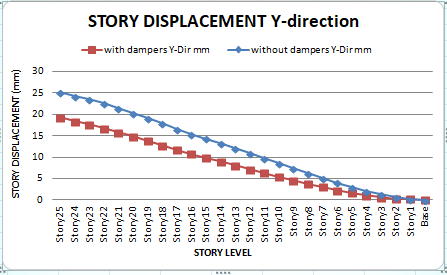 STORY DISPLACEMENT Y-direction
with dampers Y-Dir mm
without dampers Y-Dir mm
STORY DISPLACEMENT (mm)
30
25
20
15
10
5
0
Story25
Story24
Story23
Story22
Story21
Story20
Story19
Story18
Story17
Story16
Story15
Story14
Story13
Story12
Story11
Story10
Story9
Story8
Story7
Story6
Story5
Story4
Story3
Story2
Story1
Base
STORY LEVEL